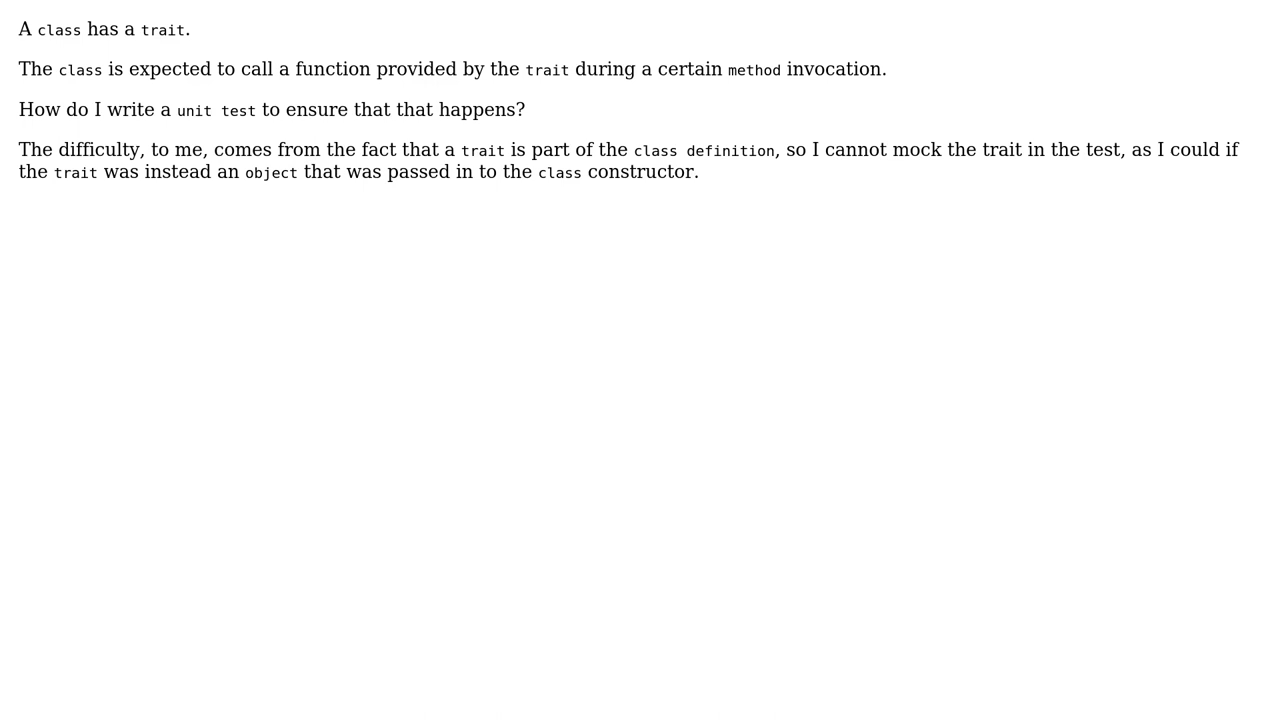 A class has a trait.
The class is expected to call a function provided by the trait during a certain method invocation.
How do I write a unit test to ensure that that happens?
The difficulty, to me, comes from the fact that a trait is part of the class definition, so I cannot mock the trait in the test, as I could if
the trait was instead an object that was passed in to the class constructor.